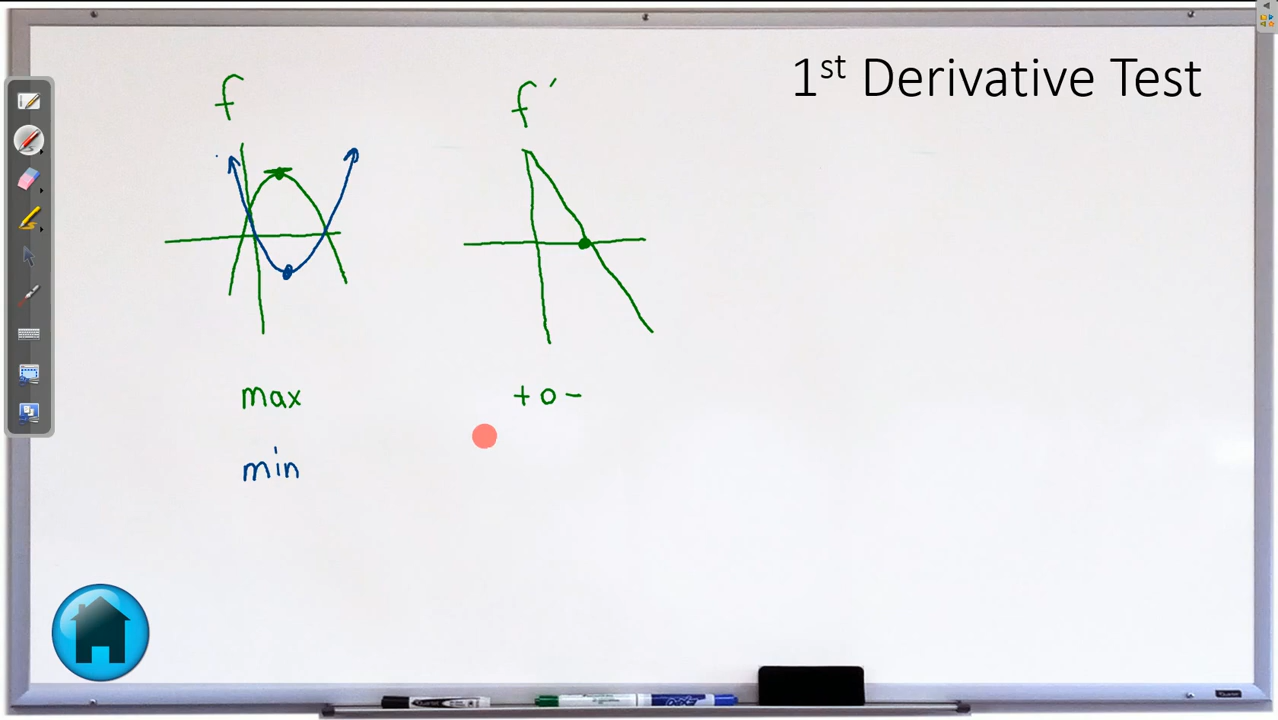 1st Derivative Test
f f′
max + 0 −
min